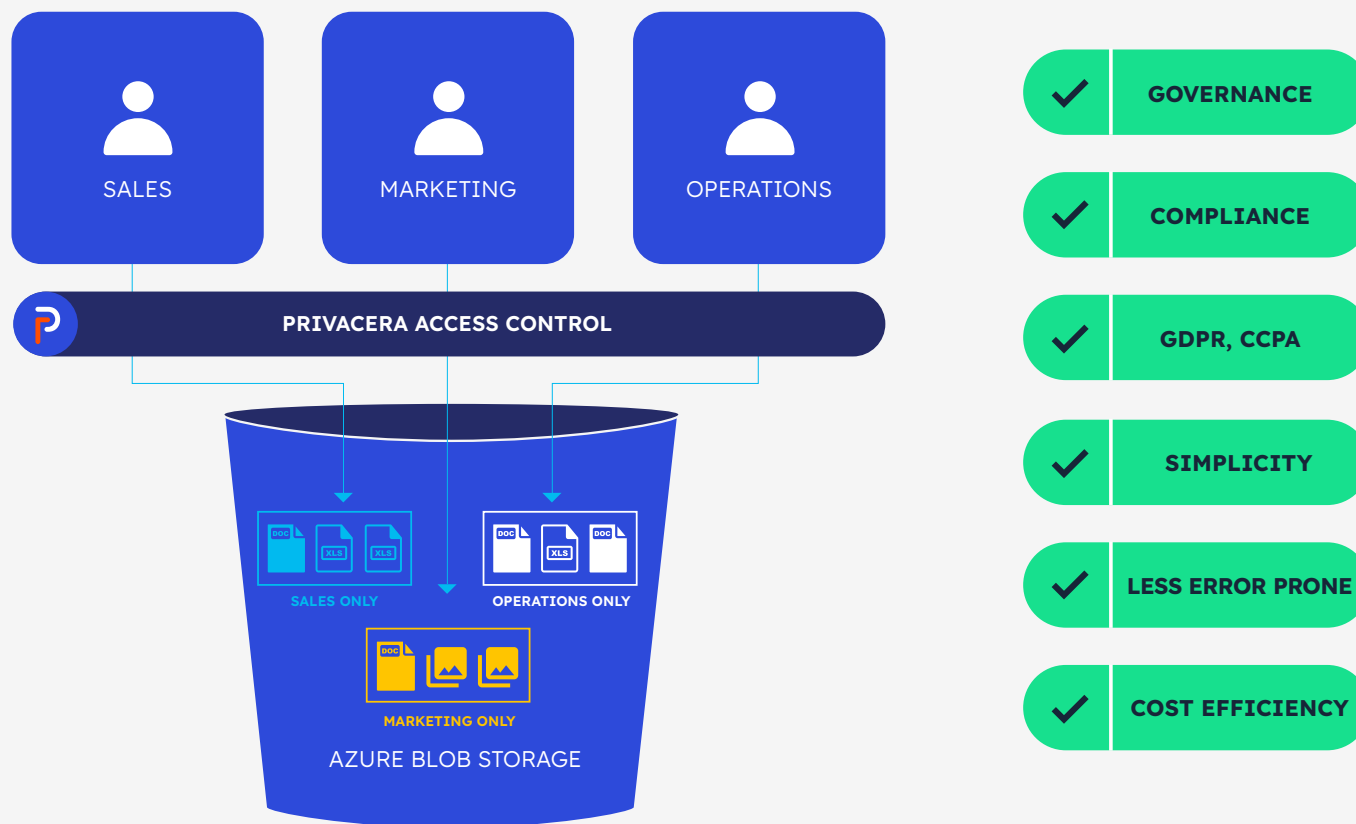 SALES
MARKETING
OPERATIONS
PRIVACERA ACCESS CONTROL
DOC
XLS
XLS
DOC
XLS
DOC
SALES ONLY
OPERATIONS ONLY
DOC
MARKETING ONLY
AZURE BLOB STORAGE
GOVERNANCE
COMPLIANCE
GDPR, CCPA
SIMPLICITY
LESS ERROR PRONE
COST EFFICIENCY